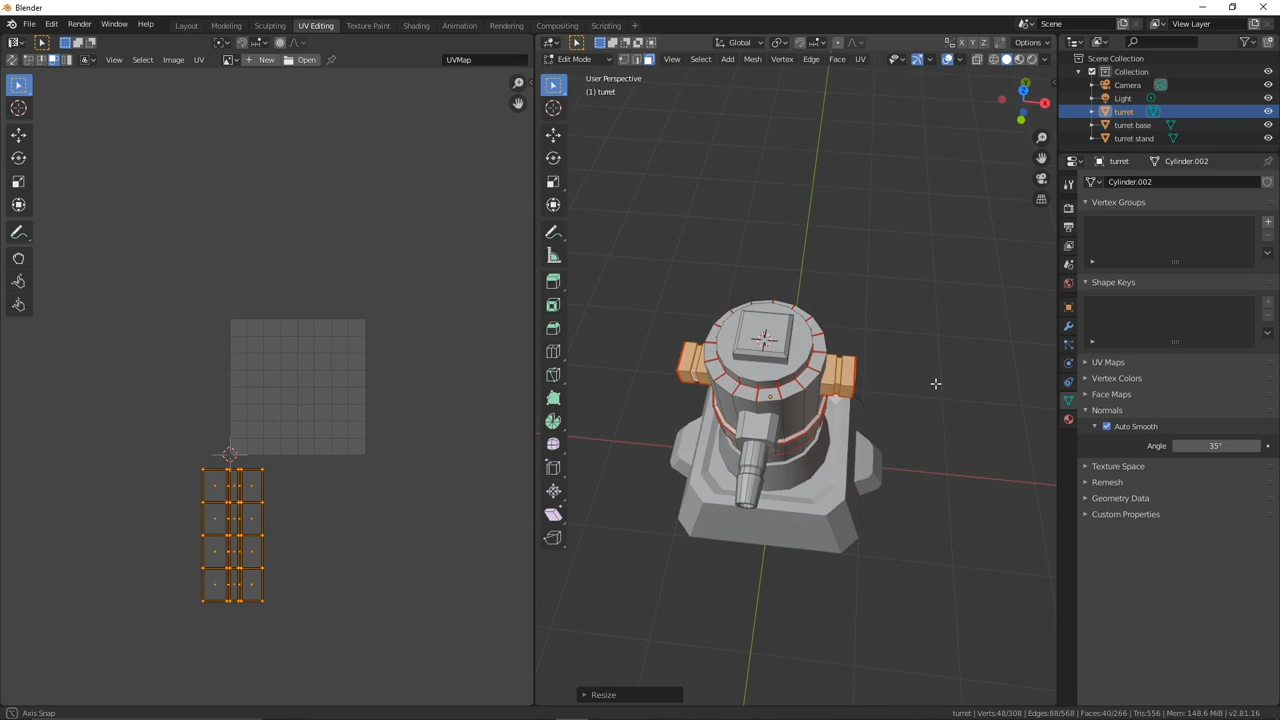 Blender
File Edit Render Window Help Layout Modeling Sculpting UV Editing Texture Paint Shading Animation Rendering Compositing Scripting + Scene View Layer
Global Options
View Select Image UV New Open UVMap Edit Mode View Select Add Mesh Vertex Edge Face UV X Y Z
User Perspective
(1) turret
Scene Collection
Collection
Camera
Light
turret
turret base
turret stand
turret Cylinder.002
Cylinder.002
Vertex Groups
Shape Keys
UV Maps
Vertex Colors
Face Maps
Normals
Auto Smooth
Angle 35°
Texture Space
Remesh
Geometry Data
Custom Properties
Resize
Axis Snap
turret | Verts:48/308 | Edges:88/568 | Faces:40/266 | Tris:556 | Mem: 148.6 MiB | v2.81.16